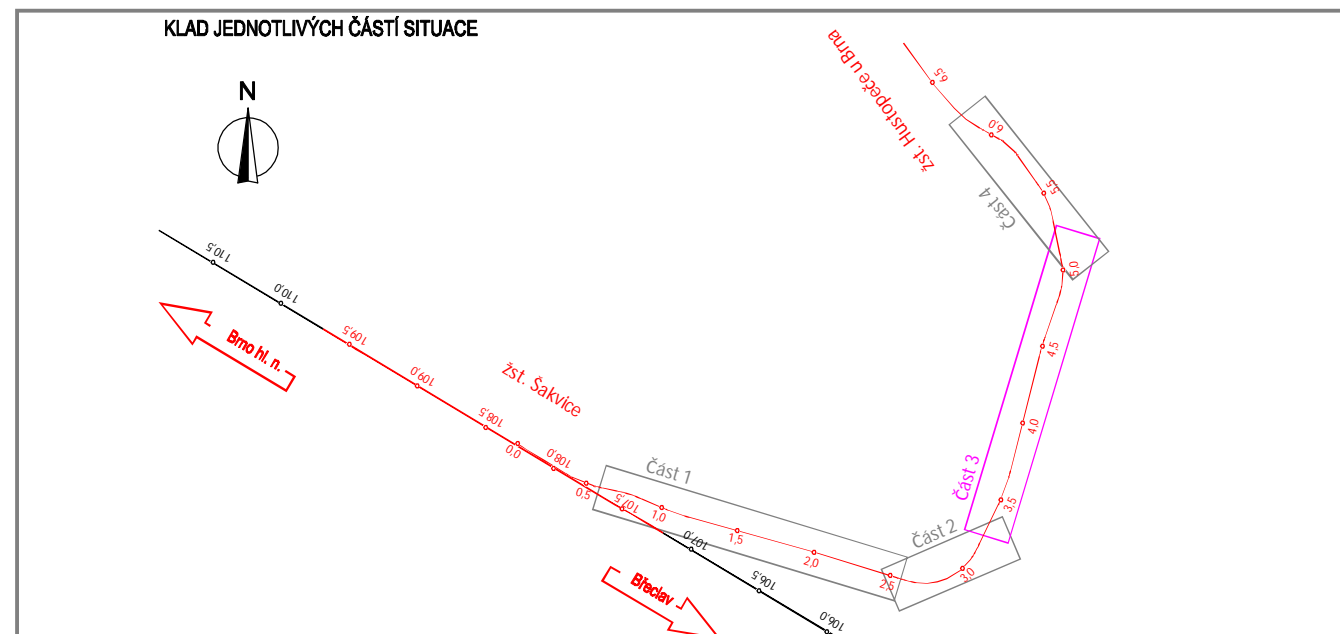 KLAD JEDNOTLIVÝCH ČÁSTÍ SITUACE
N
žst. Hustopeče u Brna
6,5
6,0
5,5
Část 4
5,0
4,5
4,0
3,5
Část 3
3,0
Část 2
2,5
2,0
1,5
1,0
Část 1
0,5
0,0
žst. Šakvice
110,5
110,0
109,5
109,0
108,5
108,0
107,5
107,0
106,5
106,0
Brno hl. n.
Břeclav